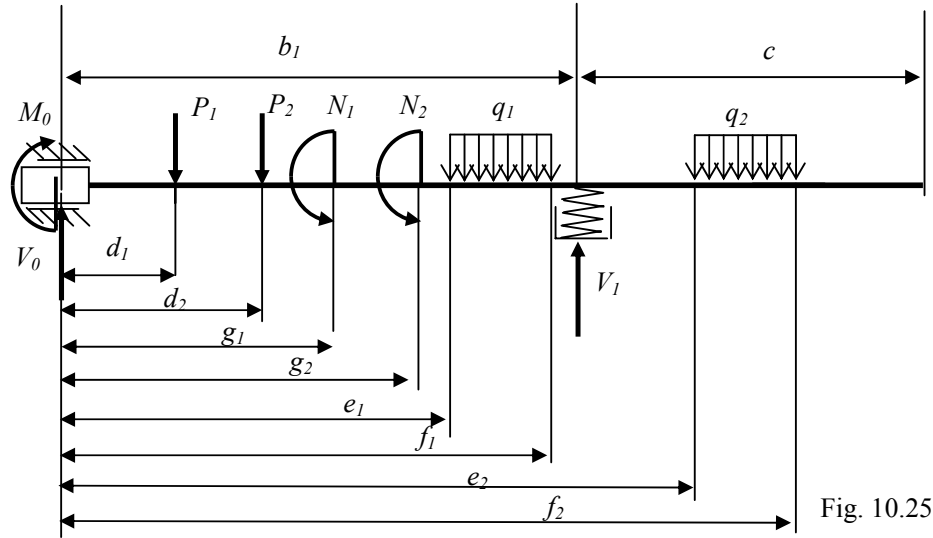 b₁
c
M₀
P₁ P₂ N₁ N₂ q₁ q₂
V₀
d₁
V₁
d₂
g₁
g₂
e₁
f₁
e₂
f₂
Fig. 10.25